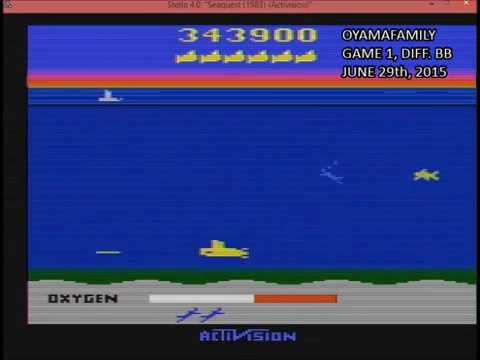 Stella 4.0: "Seaquest (1983) (Activision)"
343900
OYAMAFAMILY
GAME 1, DIFF. BB
JUNE 29th, 2015
OXYGEN
ACTIVISION